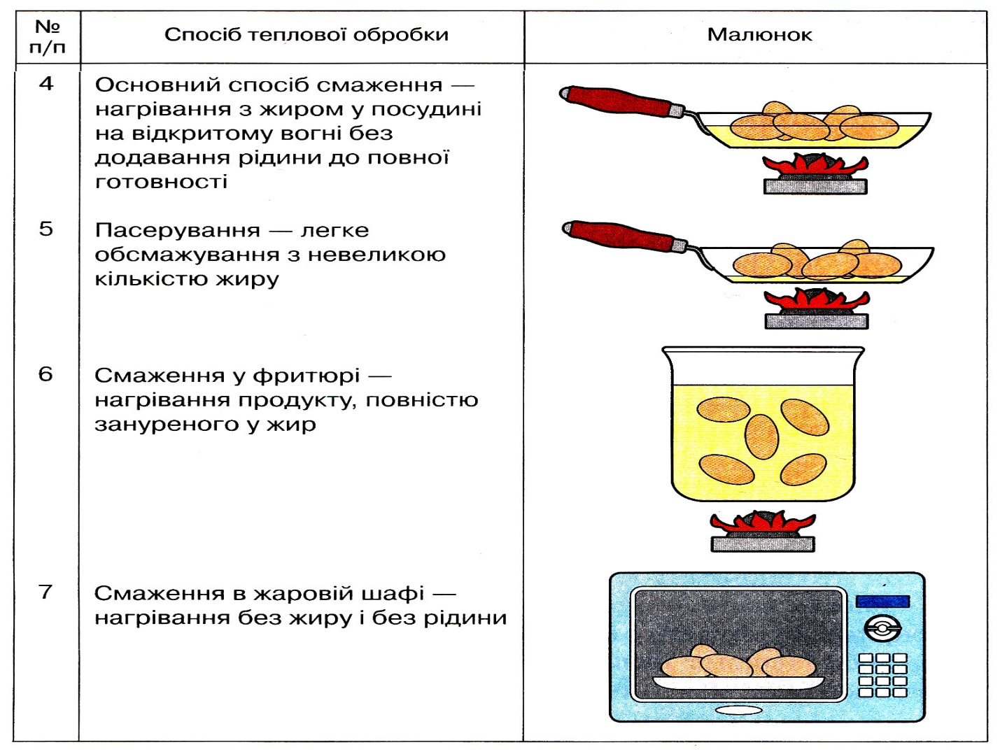 №
п/п
Спосіб теплової обробки
Малюнок
4
Основний спосіб смаження —
нагрівання з жиром у посудині
на відкритому вогні без
додавання рідини до повної
готовності
5
Пасерування — легке
обсмажування з невеликою
кількістю жиру
6
Смаження у фритюрі —
нагрівання продукту, повністю
зануреного у жир
7
Смаження в жаровій шафі —
нагрівання без жиру і без рідини